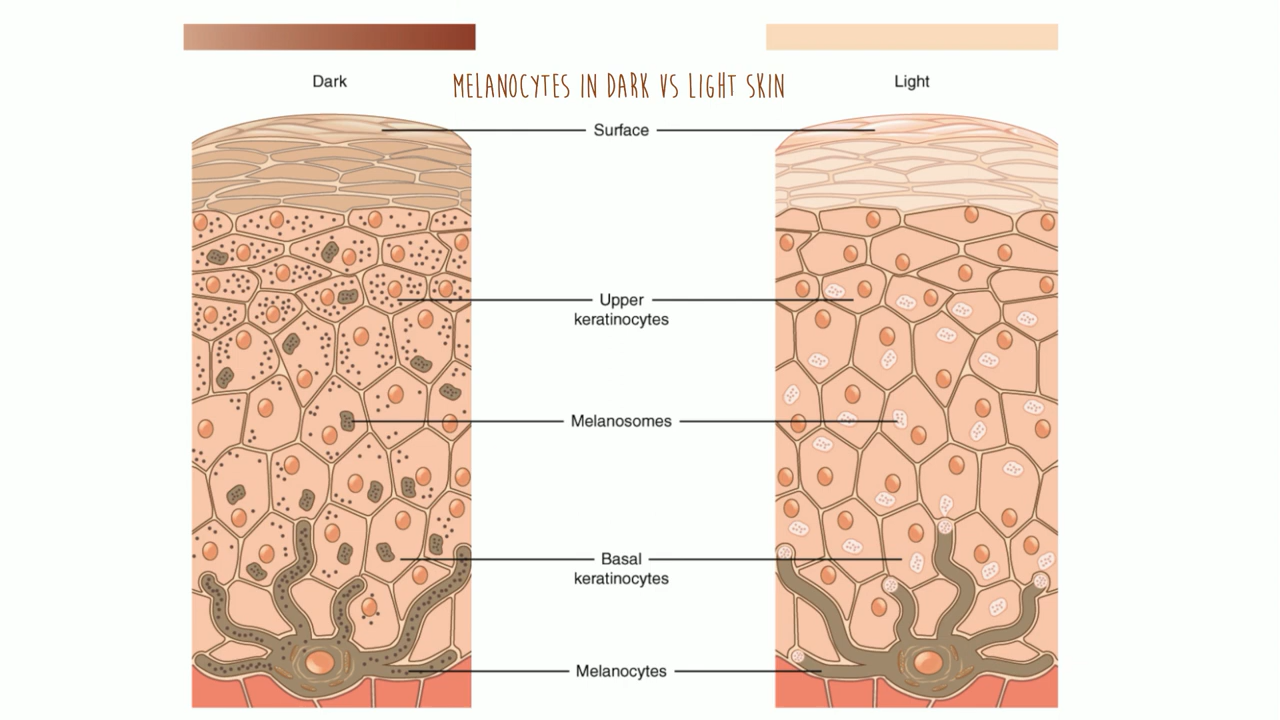 Dark
MELANOCYTES IN DARK VS LIGHT SKIN
Light
Surface
Upper
keratinocytes
Melanosomes
Basal
keratinocytes
Melanocytes